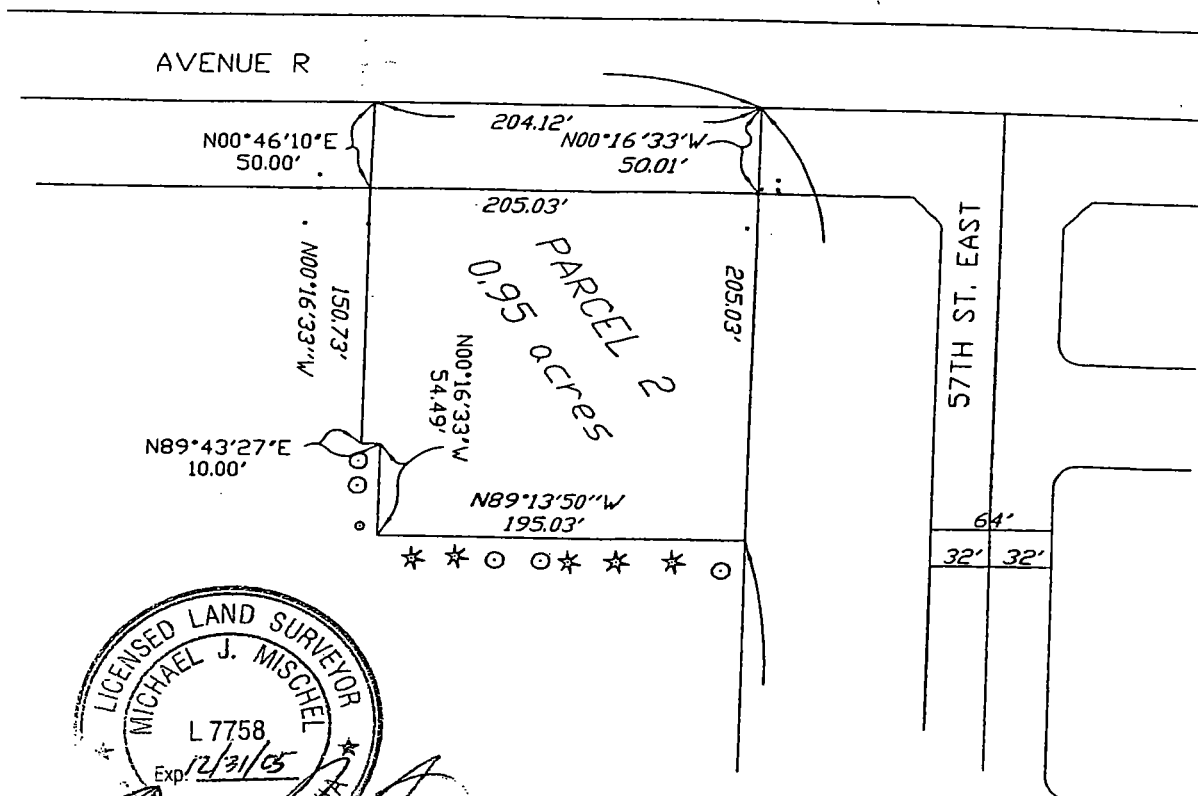 AVENUE R
204.12'
N00°46'10"E
50.00'
N00°16'33"W
50.01'
205.03'
PARCEL 2
0.95 acres
205.03'
150.73'
N00°16'33"W
N00°16'33"W
54.49'
N89°43'27"E
10.00'
N89°13'50"W
195.03'
57TH ST. EAST
64'
32' 32'
LICENSED LAND SURVEYOR
MICHAEL J. MISCHEL
L 7758
Exp. 12/31/05